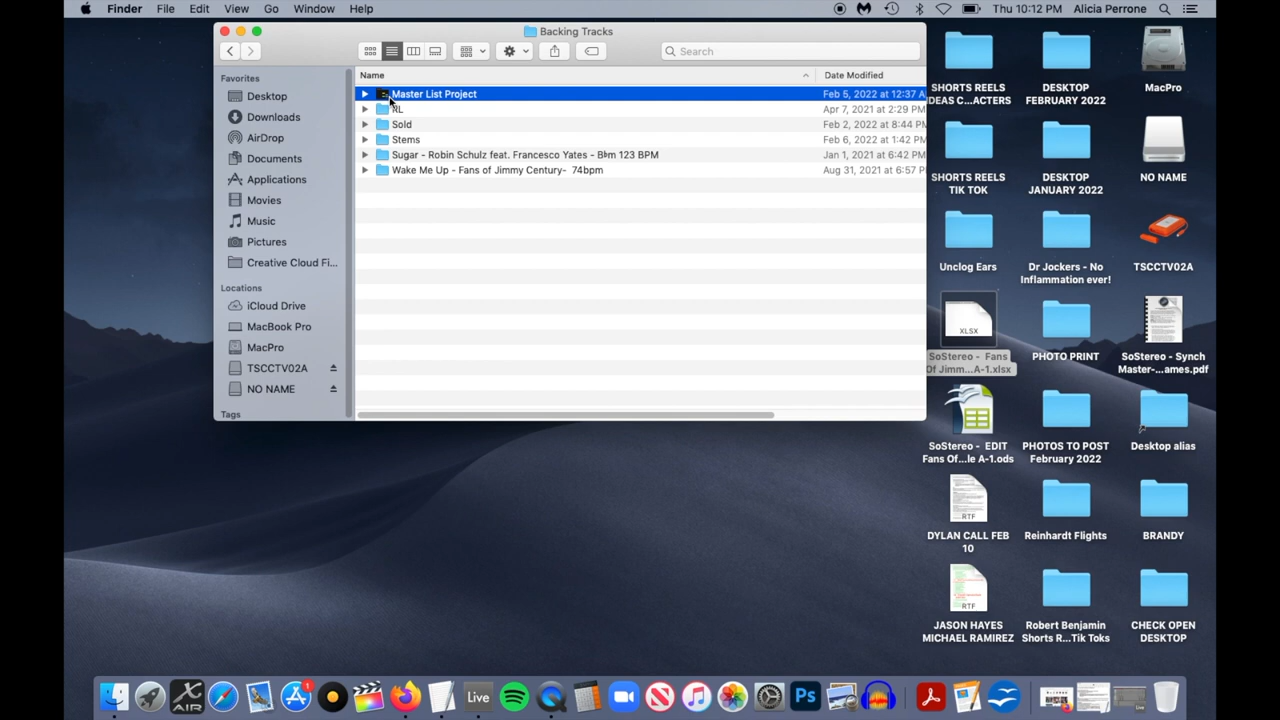 Finder File Edit View Go Window Help
Thu 10:12 PM Alicia Perrone
Backing Tracks
Search
Favorites
Desktop
Downloads
AirDrop
Documents
Applications
Movies
Music
Pictures
Creative Cloud Fi...
Locations
iCloud Drive
MacBook Pro
MacPro
TSCCTV02A
NO NAME
Tags
Name Date Modified
Master List Project Feb 5, 2022 at 12:37 A
RL Apr 7, 2021 at 2:29 PM
Sold Feb 2, 2022 at 8:44 P
Stems Feb 6, 2022 at 1:42 PM
Sugar - Robin Schulz feat. Francesco Yates - Bbm 123 BPM Jan 1, 2021 at 6:42 PM
Wake Me Up - Fans of Jimmy Century- 74bpm Aug 31, 2021 at 6:57 P
SHORTS REELS
IDEAS C...ACTERS
DESKTOP
FEBRUARY 2022
MacPro
SHORTS REELS
TIK TOK
DESKTOP
JANUARY 2022
NO NAME
Unclog Ears
Dr Jockers - No
Inflammation ever!
TSCCTV02A
XLSX
SoStereo - Fans
Of Jimm...A-1.xlsx
PHOTO PRINT
SoStereo - Synch
Master-...ames.pdf
SoStereo - EDIT
Fans Of...le A-1.ods
PHOTOS TO POST
February 2022
Desktop alias
RTF
DYLAN CALL FEB
10
Reinhardt Flights
BRANDY
RTF
JASON HAYES
MICHAEL RAMIREZ
Robert Benjamin
Shorts R...Tik Toks
CHECK OPEN
DESKTOP
AIR
1
Live
Ps